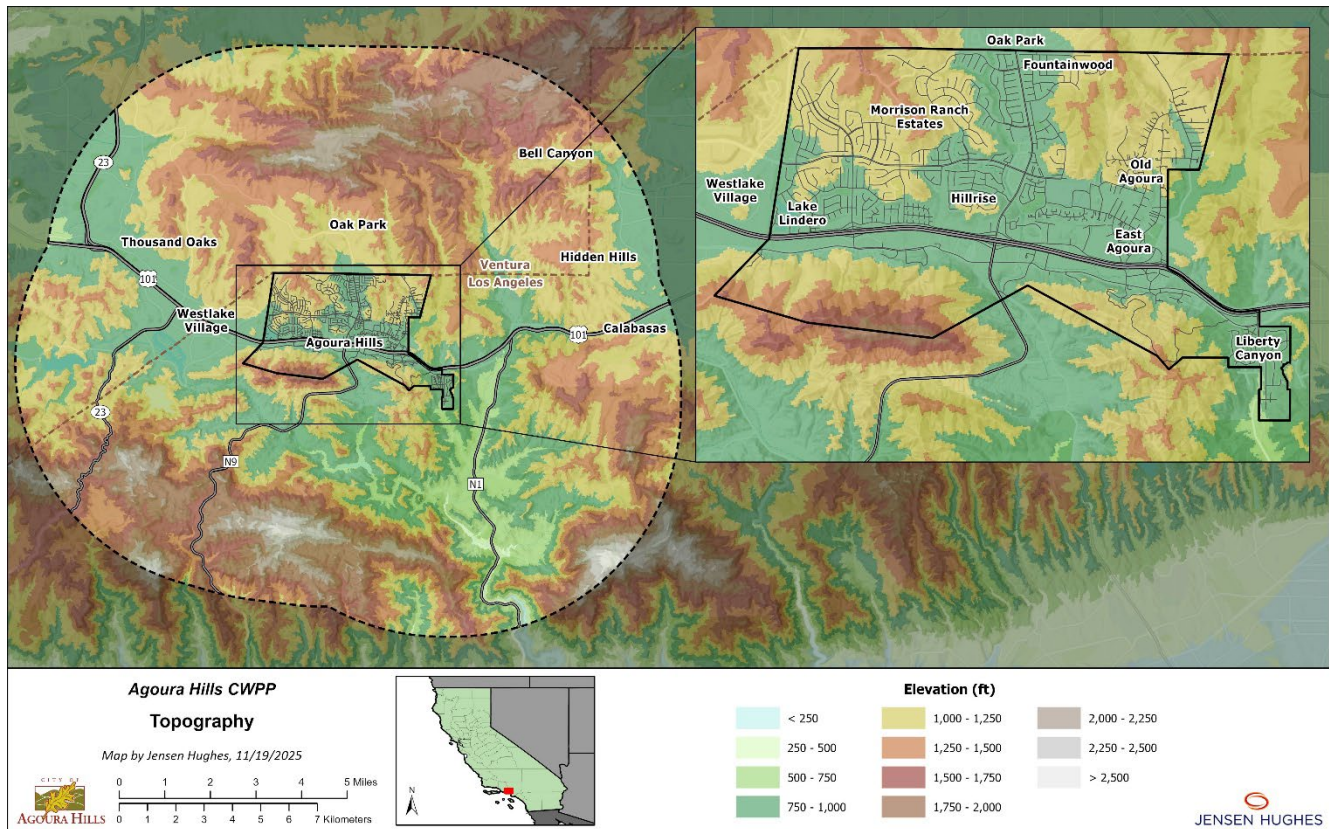 23
Thousand Oaks
101
Westlake
Village
Oak Park
Bell Canyon
Hidden Hills
Ventura
Los Angeles
Calabasas
101
Agoura Hills
23
N9
N1
Oak Park
Fountainwood
Morrison Ranch
Estates
Old
Agoura
Westlake
Village
Lake
Lindero
Hillrise
East
Agoura
Liberty
Canyon
Agoura Hills CWPP
Topography
Map by Jensen Hughes, 11/19/2025
CITY OF
AGOURA HILLS
0 1 2 3 4 5 Miles
0 1 2 3 4 5 6 7 Kilometers
N
Elevation (ft)
< 250
250 - 500
500 - 750
750 - 1,000
1,000 - 1,250
1,250 - 1,500
1,500 - 1,750
1,750 - 2,000
2,000 - 2,250
2,250 - 2,500
> 2,500
JENSEN HUGHES